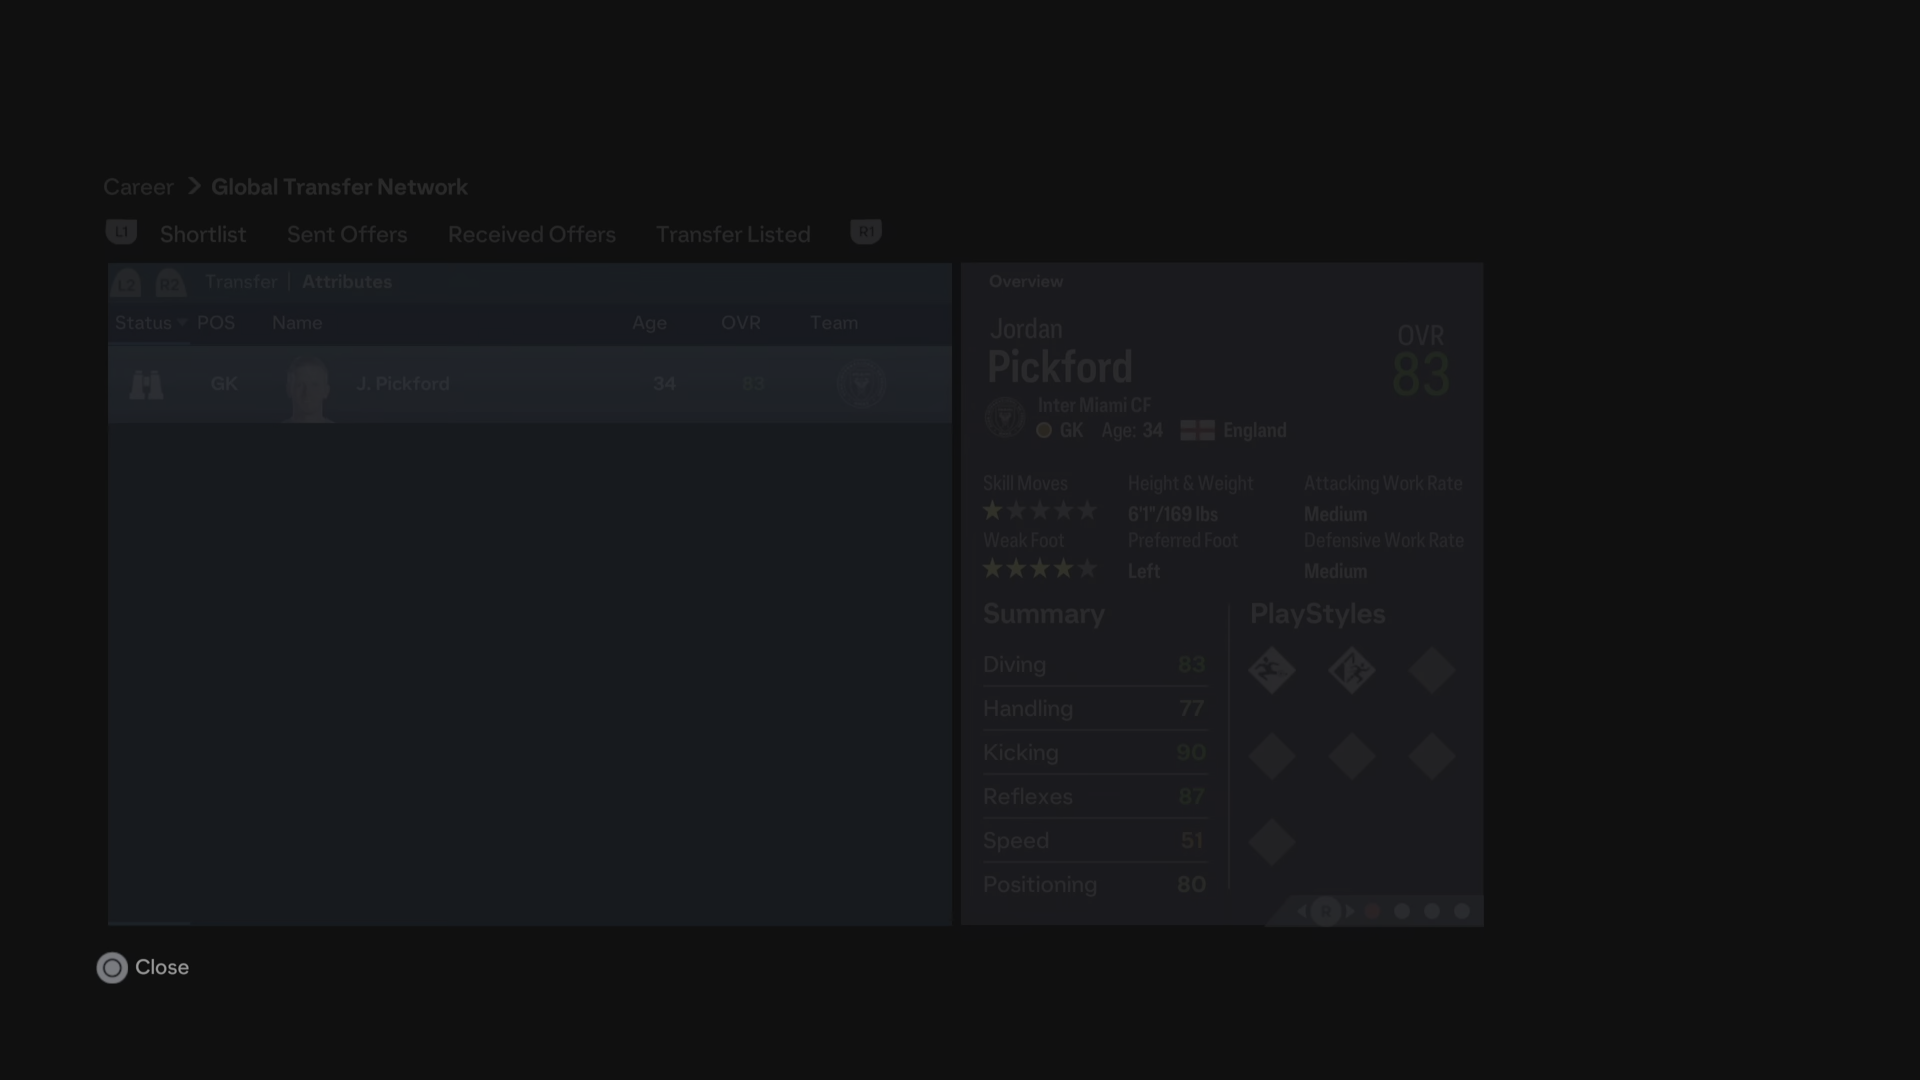 Career > Global Transfer Network
L1 Shortlist Sent Offers Received Offers Transfer Listed R1
L2 R2 Transfer | Attributes
Status POS Name Age OVR Team
GK J. Pickford 34 83
Overview
Jordan
Pickford
OVR
83
Inter Miami CF
GK Age: 34 England
Skill Moves Height & Weight Attacking Work Rate
6'1"/169 lbs Medium
Weak Foot Preferred Foot Defensive Work Rate
Left Medium
Summary PlayStyles
Diving 83
Handling 77
Kicking 90
Reflexes 87
Speed 51
Positioning 80
R
Close